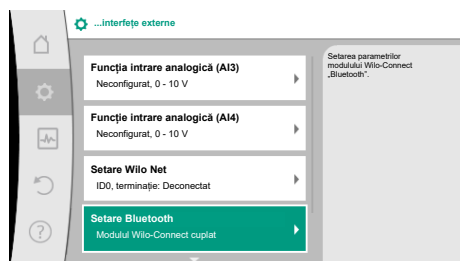 ...interfețe externe
Funcția intrare analogică (AI3)
Neconfigurat, 0 - 10 V
Funcție intrare analogică (AI4)
Neconfigurat, 0 - 10 V
Setare Wilo Net
ID0, terminație: Deconectat
Setare Bluetooth
Modulul Wilo-Connect cuplat
Setarea parametrilor
modulului Wilo-Connect
„Bluetooth”.
?